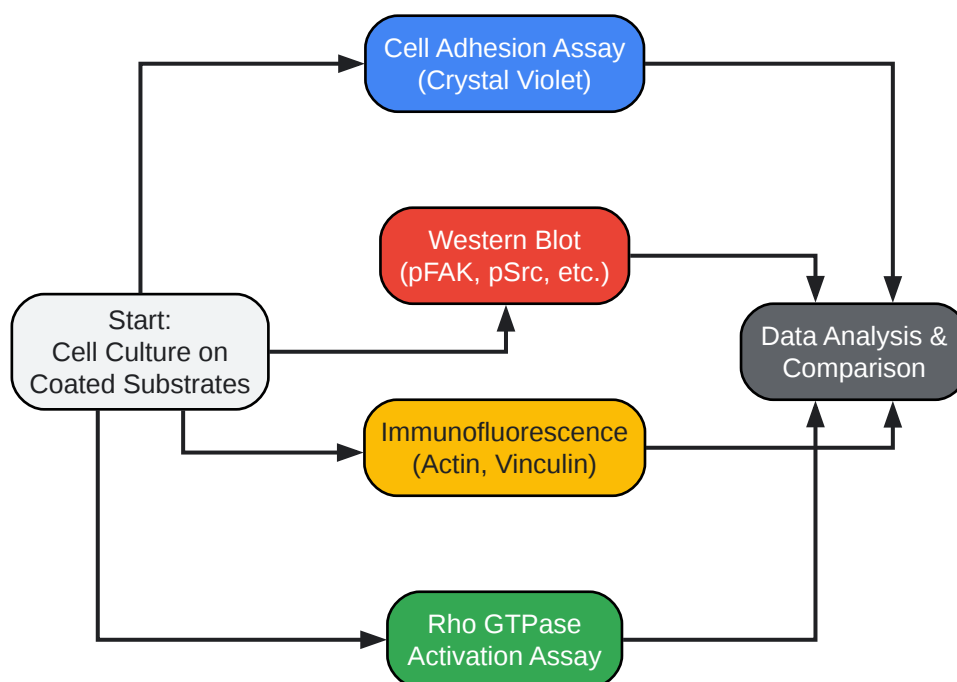 Cell Adhesion Assay
(Crystal Violet)
Western Blot
(pFAK, pSrc, etc.)
Start:
Cell Culture on
Coated Substrates
Data Analysis &
Comparison
Immunofluorescence
(Actin, Vinculin)
Rho GTPase
Activation Assay